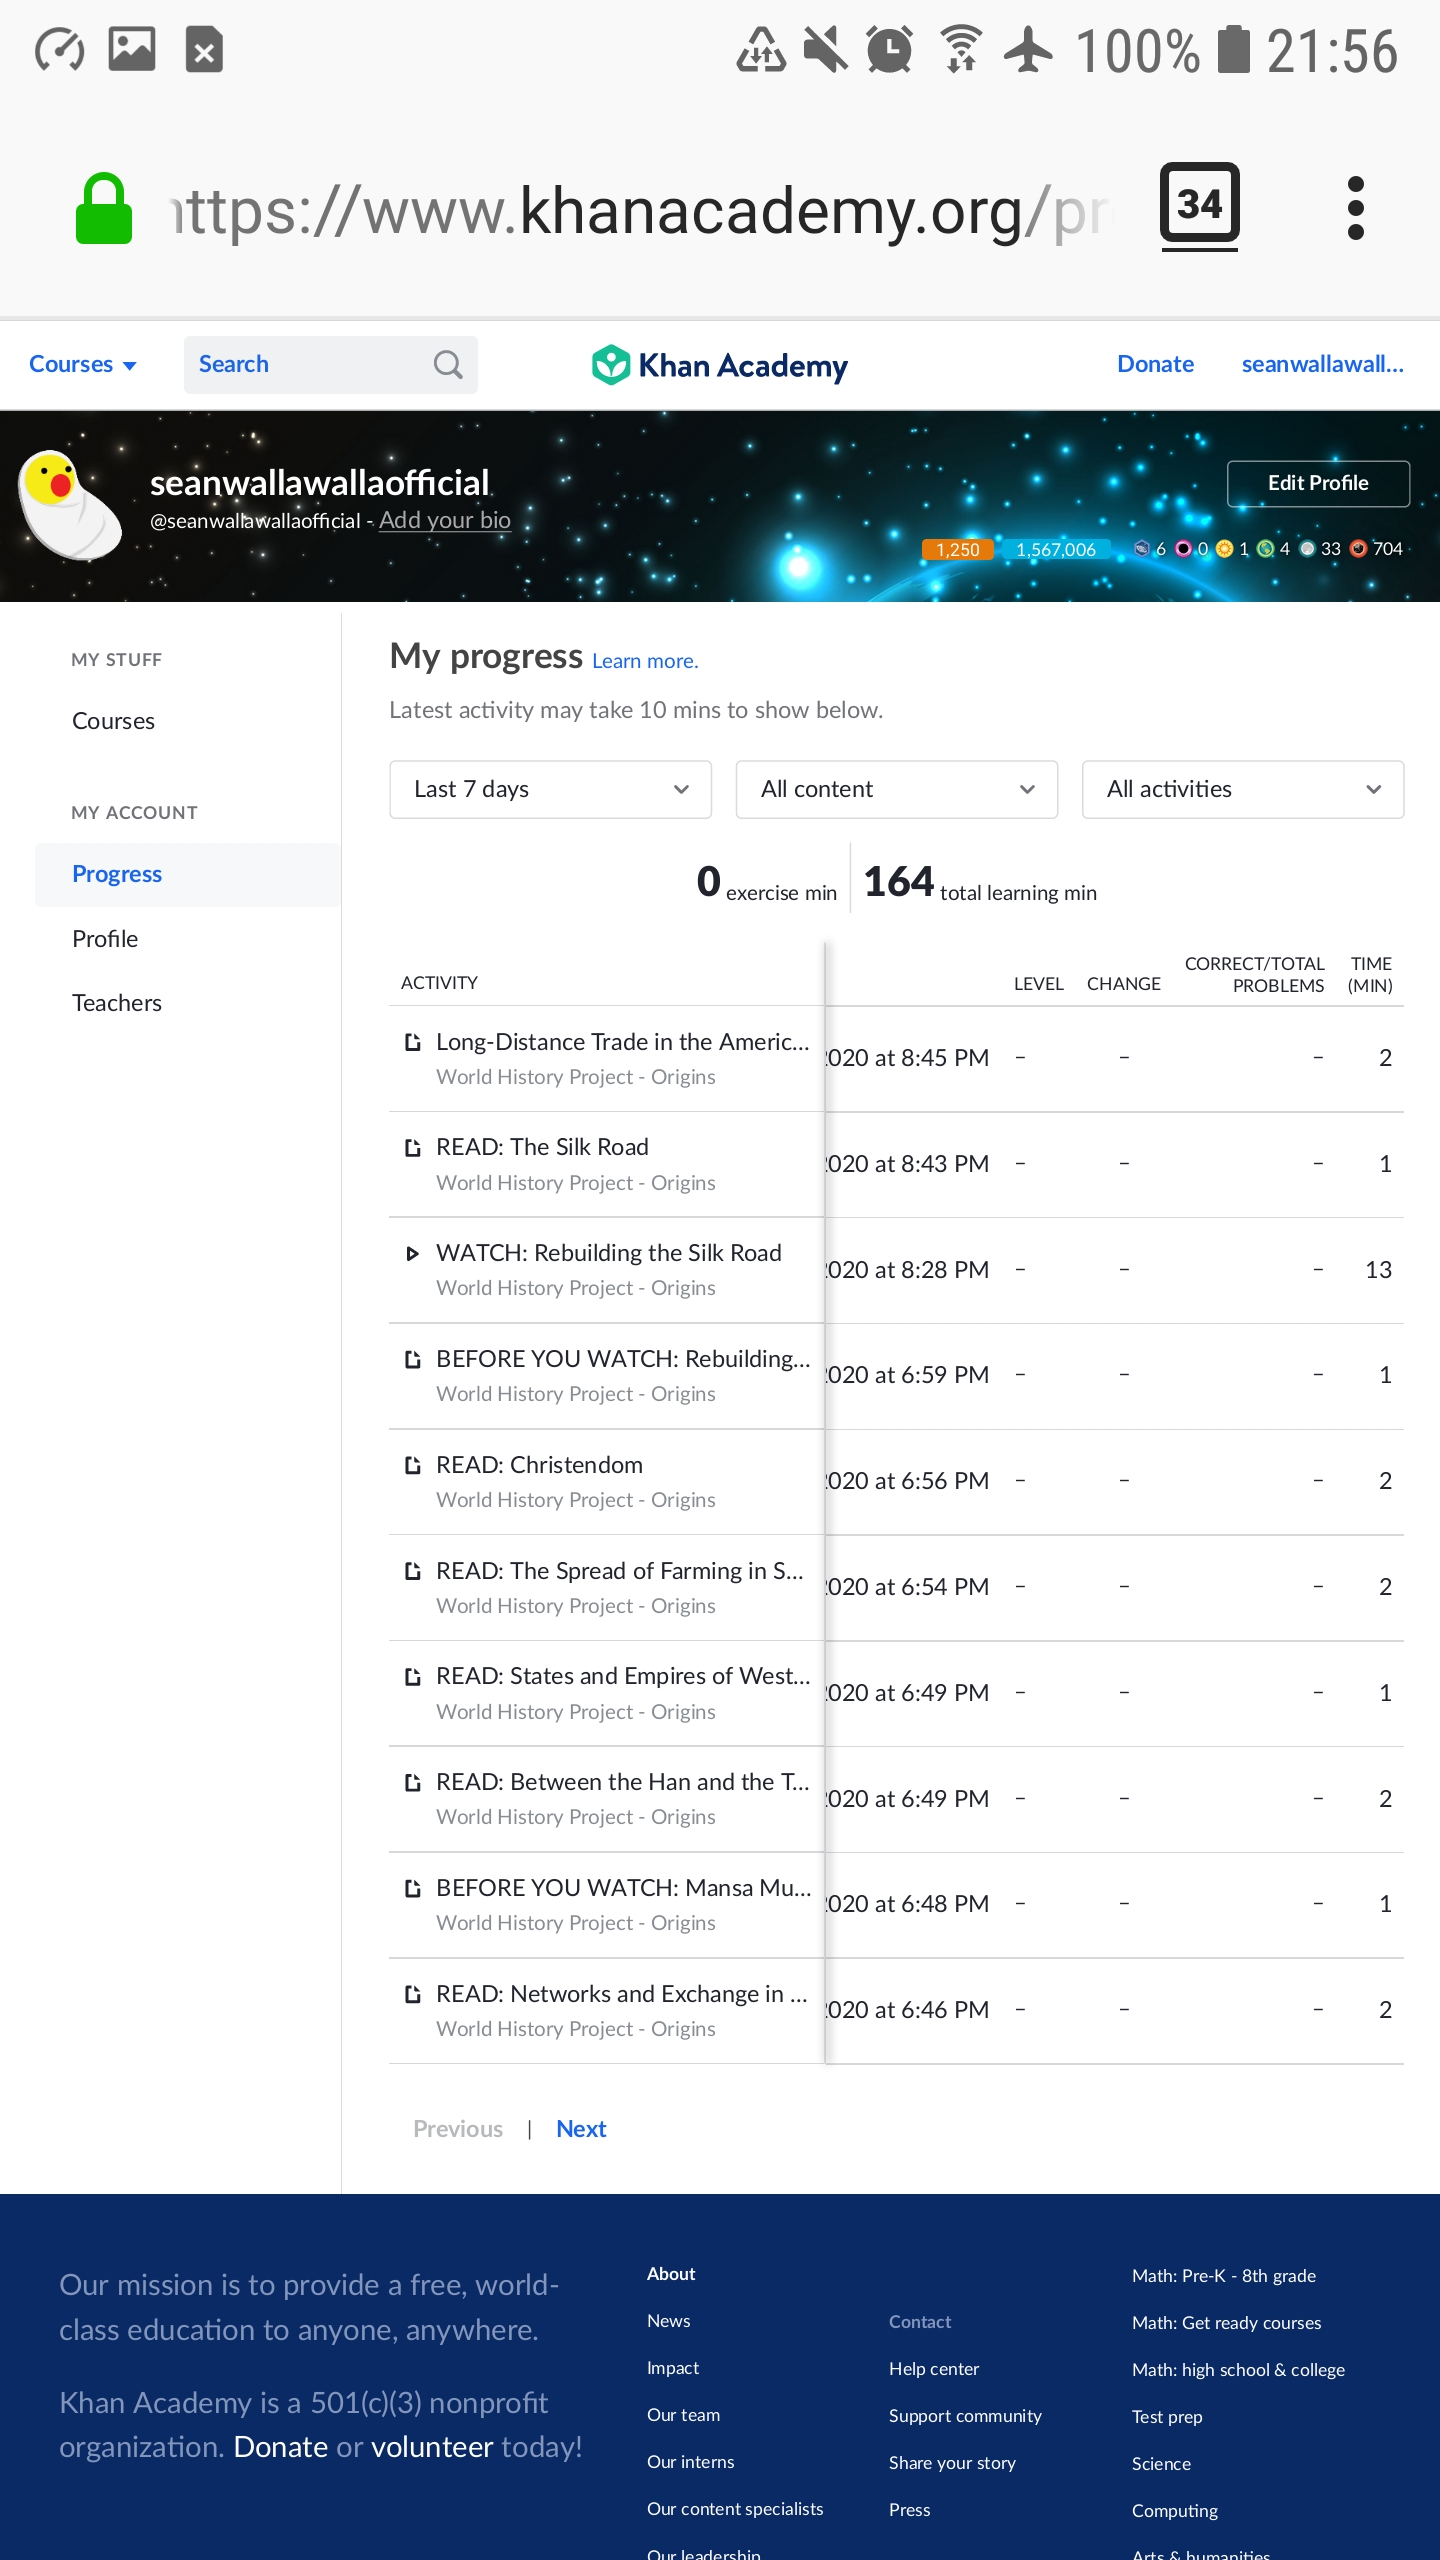 100% 21:56
https://www.khanacademy.org/pr
34
Courses
Search
Khan Academy
Donate
seanwallawall...
seanwallawallaofficial
@seanwallawallaofficial - Add your bio
Edit Profile
1,250 1,567,006 6 0 1 4 33 704
MY STUFF
Courses
MY ACCOUNT
Progress
Profile
Teachers
My progress Learn more.
Latest activity may take 10 mins to show below.
Last 7 days
All content
All activities
0 exercise min
164 total learning min
ACTIVITY LEVEL CHANGE CORRECT/TOTAL PROBLEMS TIME (MIN)
Long-Distance Trade in the Americ...
World History Project - Origins
2020 at 8:45 PM – – – 2
READ: The Silk Road
World History Project - Origins
2020 at 8:43 PM – – – 1
WATCH: Rebuilding the Silk Road
World History Project - Origins
2020 at 8:28 PM – – – 13
BEFORE YOU WATCH: Rebuilding...
World History Project - Origins
2020 at 6:59 PM – – – 1
READ: Christendom
World History Project - Origins
2020 at 6:56 PM – – – 2
READ: The Spread of Farming in S...
World History Project - Origins
2020 at 6:54 PM – – – 2
READ: States and Empires of West...
World History Project - Origins
2020 at 6:49 PM – – – 1
READ: Between the Han and the T...
World History Project - Origins
2020 at 6:49 PM – – – 2
BEFORE YOU WATCH: Mansa Mu...
World History Project - Origins
2020 at 6:48 PM – – – 1
READ: Networks and Exchange in ...
World History Project - Origins
2020 at 6:46 PM – – – 2
Previous | Next
Our mission is to provide a free, world-
class education to anyone, anywhere.
Khan Academy is a 501(c)(3) nonprofit
organization. Donate or volunteer today!
About
News
Impact
Our team
Our interns
Our content specialists
Our leadership
Contact
Help center
Support community
Share your story
Press
Math: Pre-K - 8th grade
Math: Get ready courses
Math: high school & college
Test prep
Science
Computing
Arts & humanities